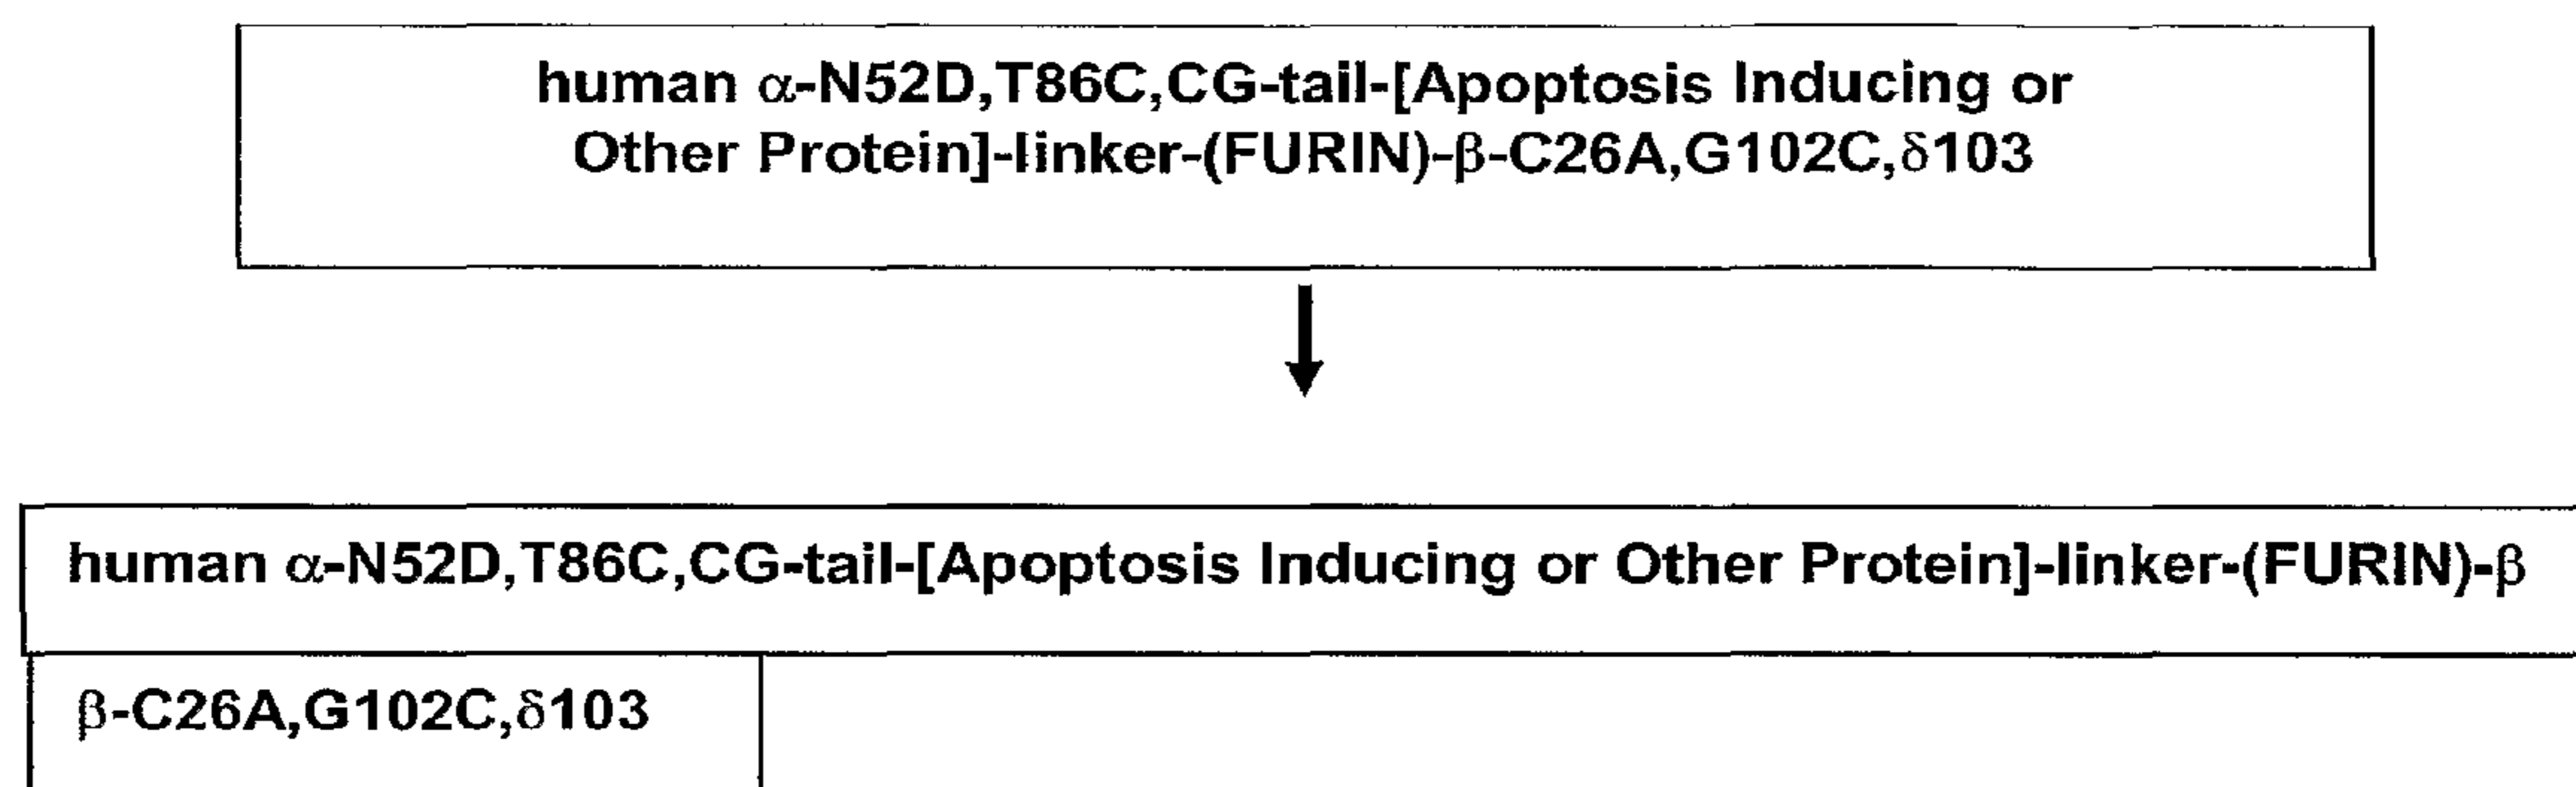 human α-N52D,T86C,CG-tail-[Apoptosis Inducing or
Other Protein]-linker-(FURIN)-β-C26A,G102C,δ103
human α-N52D,T86C,CG-tail-[Apoptosis Inducing or Other Protein]-linker-(FURIN)-β
β-C26A,G102C,δ103